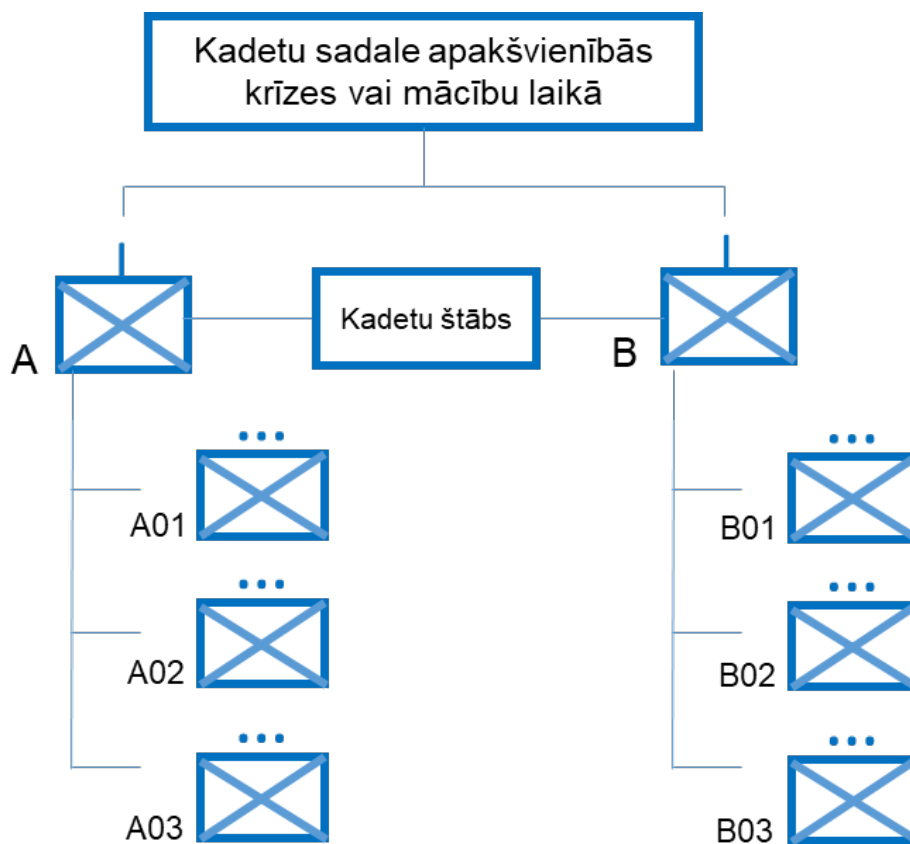 Kadetu sadale apakšvienībās
krīzes vai mācību laikā
Kadetu štābs
A
B
A01
B01
A02
B02
A03
B03